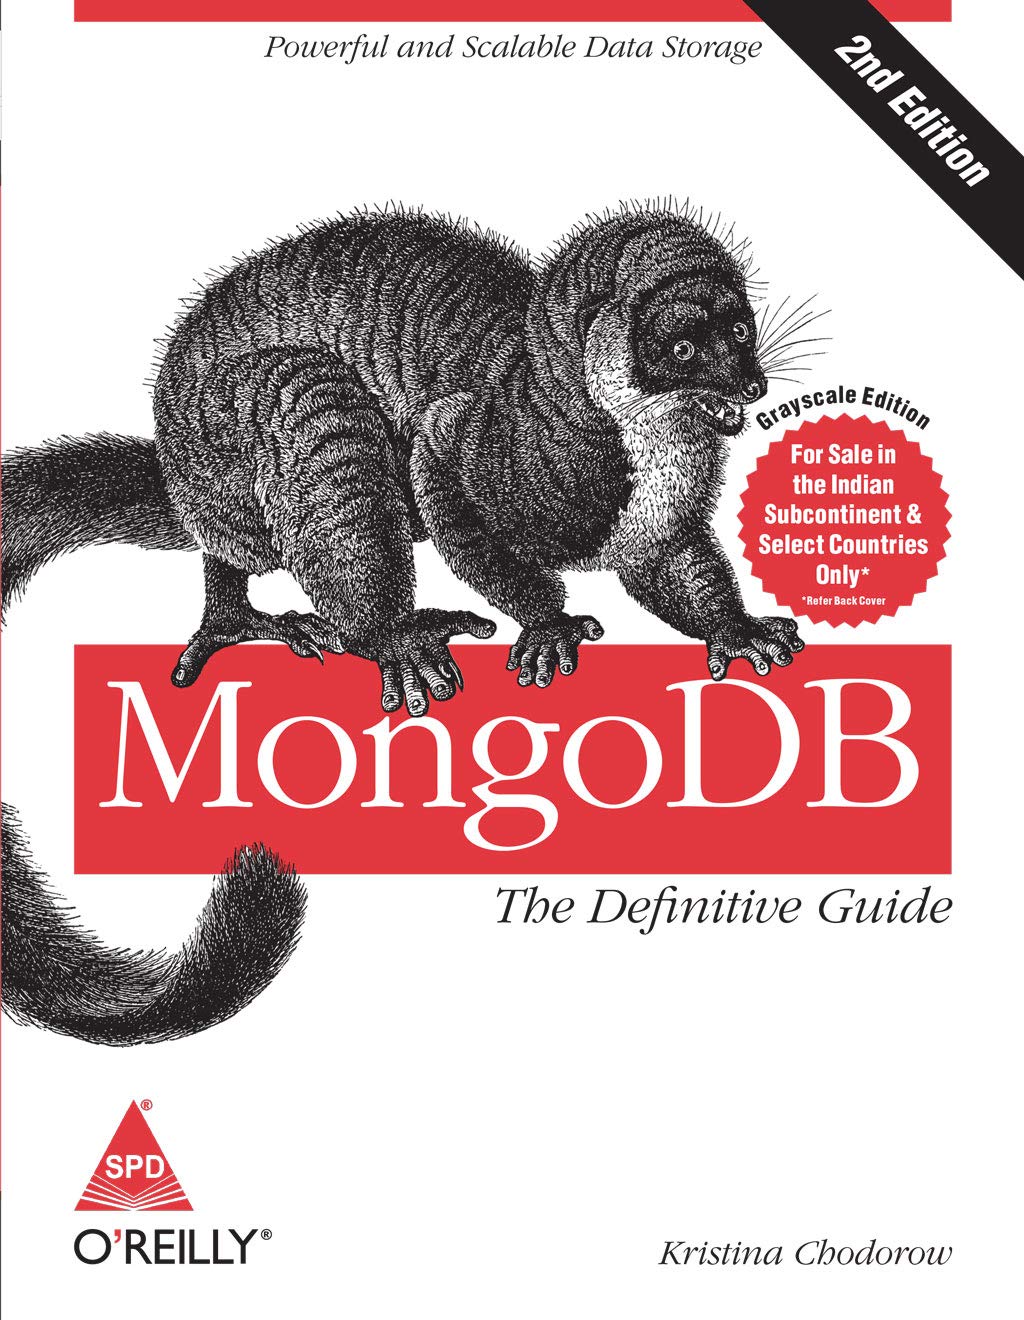 Powerful and Scalable Data Storage
2nd Edition
Grayscale Edition
For Sale in
the Indian
Subcontinent &
Select Countries
Only*
*Refer Back Cover
MongoDB
The Definitive Guide
®
SPD
O'REILLY®
Kristina Chodorow